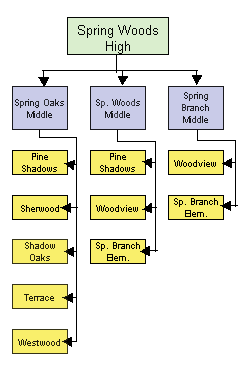 Spring Woods
High
Spring Oaks
Middle
Sp. Woods
Middle
Spring
Branch
Middle
Pine
Shadows
Sherwood
Shadow
Oaks
Terrace
Westwood
Pine
Shadows
Woodview
Sp. Branch
Elem.
Woodview
Sp. Branch
Elem.